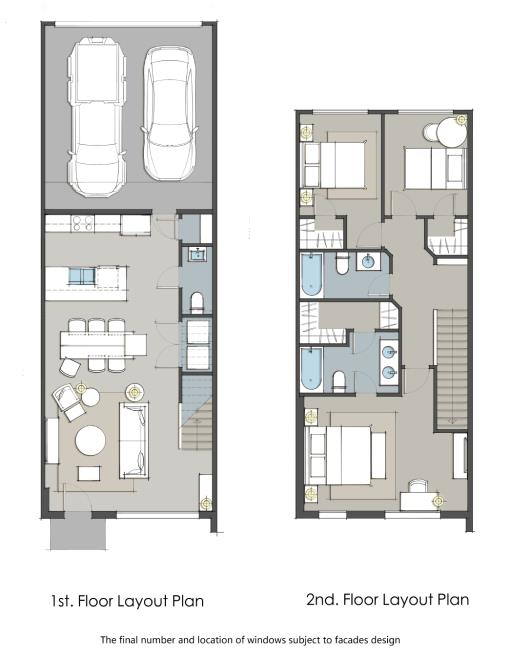 1st. Floor Layout Plan
2nd. Floor Layout Plan
The final number and location of windows subject to facades design